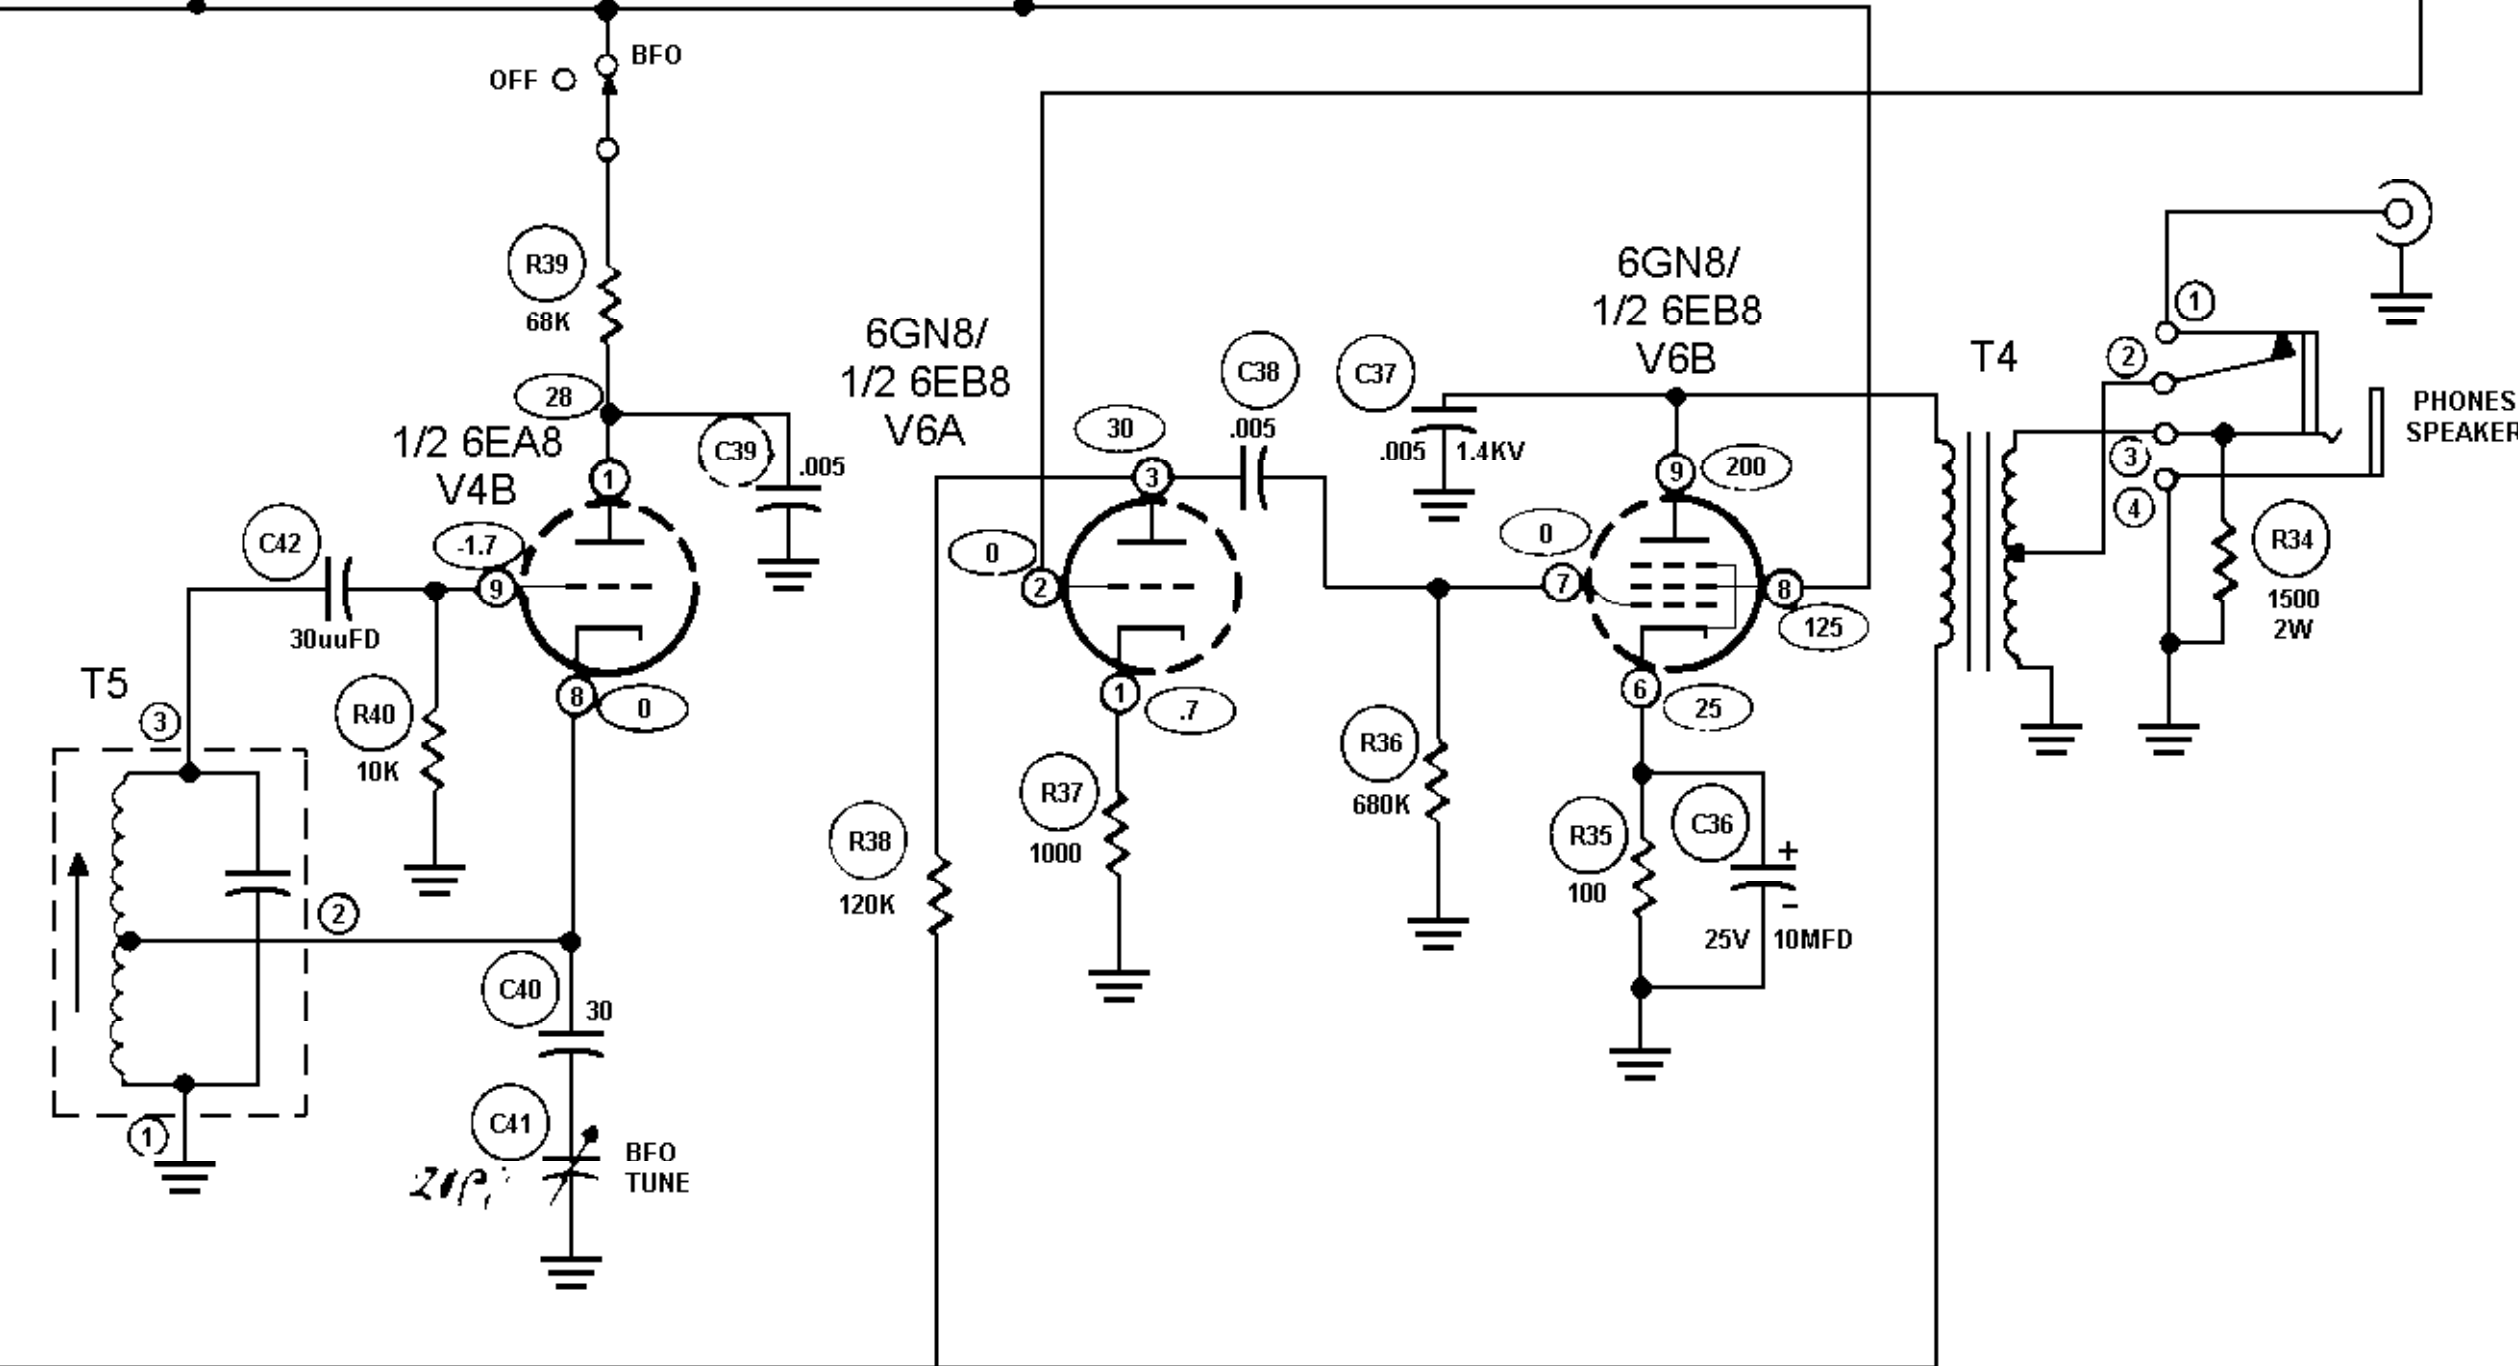 BFO
OFF
R39
68K
28
1/2 6EA8
V4B
1
C39
.005
-1.7
9
C42
30uuFD
8
0
T5
3
R40
10K
2
C40
30
1
C41
BFO
TUNE
6GN8/
1/2 6EB8
V6A
30
3
C38
.005
0
2
1
.7
R37
1000
R38
120K
6GN8/
1/2 6EB8
V6B
C37
.005 1.4KV
9
200
0
7
8
125
6
25
R36
680K
R35
100
C36
+
-
25V 10MFD
T4
1
2
3
4
PHONES
SPEAKER
R34
1500
2W